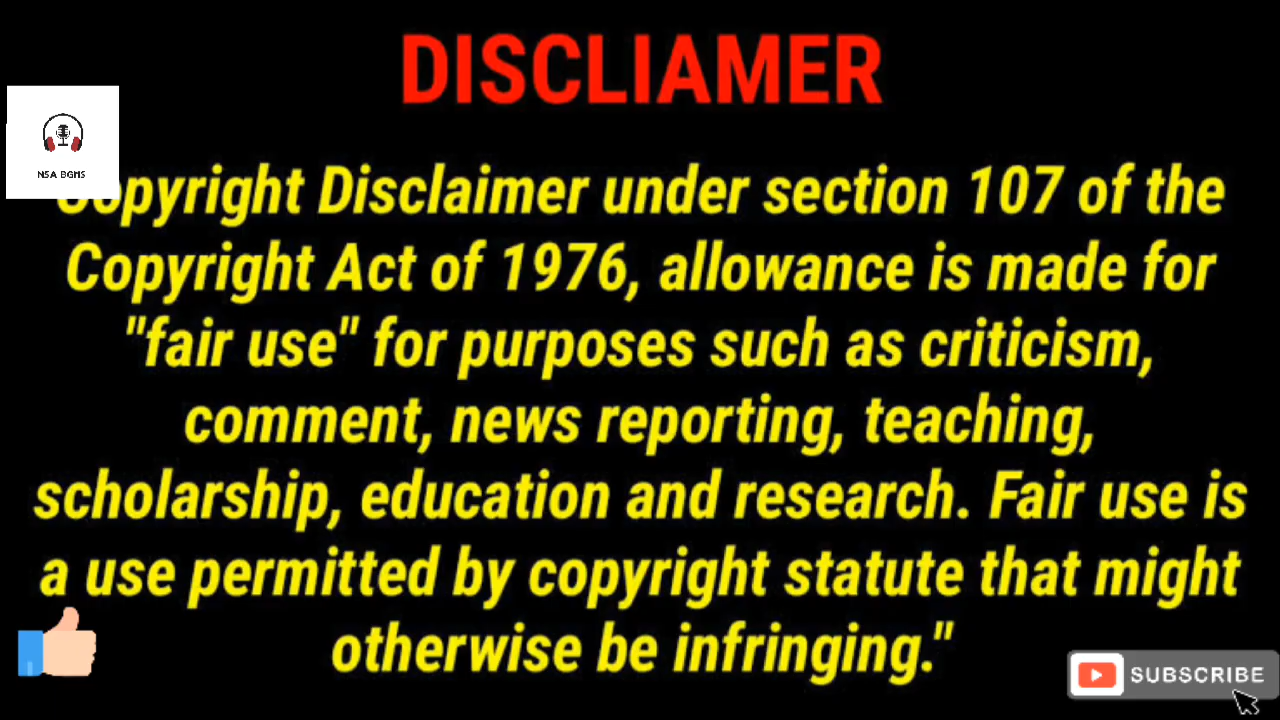 DISCLIAMER
NSA BGMS
Copyright Disclaimer under section 107 of the
Copyright Act of 1976, allowance is made for
"fair use" for purposes such as criticism,
comment, news reporting, teaching,
scholarship, education and research. Fair use is
a use permitted by copyright statute that might
otherwise be infringing."
SUBSCRIBE